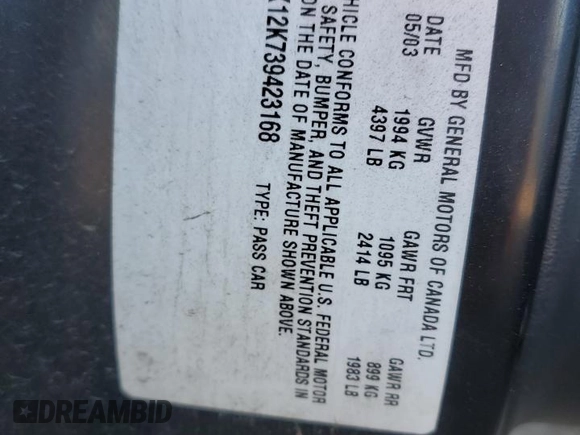 MFD BY GENERAL MOTORS OF CANADA LTD.
DATE GVWR GAWR FRT GAWR RR
05/03 1994 KG 1095 KG 899 KG
4397 LB 2414 LB 1983 LB
HICLE CONFORMS TO ALL APPLICABLE U.S. FEDERAL MOTOR
SAFETY, BUMPER, AND THEFT PREVENTION STANDARDS IN
ON THE DATE OF MANUFACTURE SHOWN ABOVE.
12K739423168 TYPE: PASS CAR
DREAMBID